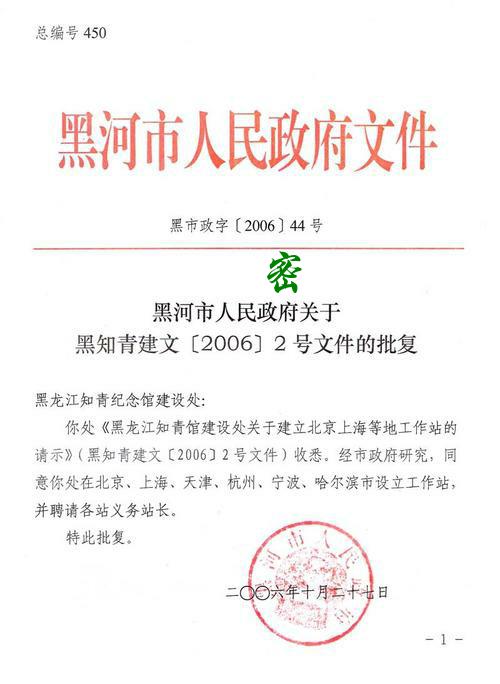 总编号 450
黑河市人民政府文件
黑市政字〔2006〕44 号
密
黑河市人民政府关于
黑知青建文〔2006〕2 号文件的批复
黑龙江知青纪念馆建设处:
你处《黑龙江知青馆建设处关于建立北京上海等地工作站的
请示》(黑知青建文〔2006〕2 号文件) 收悉。经市政府研究, 同
意你处在北京、上海、天津、杭州、宁波、哈尔滨市设立工作站,
并聘请各站义务站长。
特此批复。
黑河市人民政府
二〇〇六年十月二十七日
- 1 -